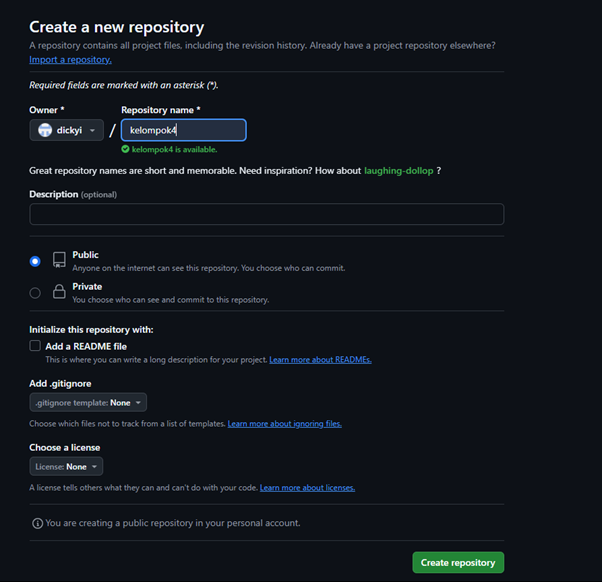 Create a new repository
A repository contains all project files, including the revision history. Already have a project repository elsewhere?
Import a repository.
Required fields are marked with an asterisk (*).
Owner * Repository name *
dickyi / kelompok4
kelompok4 is available.
Great repository names are short and memorable. Need inspiration? How about laughing-dollop ?
Description (optional)
Public
Anyone on the internet can see this repository. You choose who can commit.
Private
You choose who can see and commit to this repository.
Initialize this repository with:
Add a README file
This is where you can write a long description for your project. Learn more about READMEs.
Add .gitignore
.gitignore template: None
Choose which files not to track from a list of templates. Learn more about ignoring files.
Choose a license
License: None
A license tells others what they can and can't do with your code. Learn more about licenses.
You are creating a public repository in your personal account.
Create repository